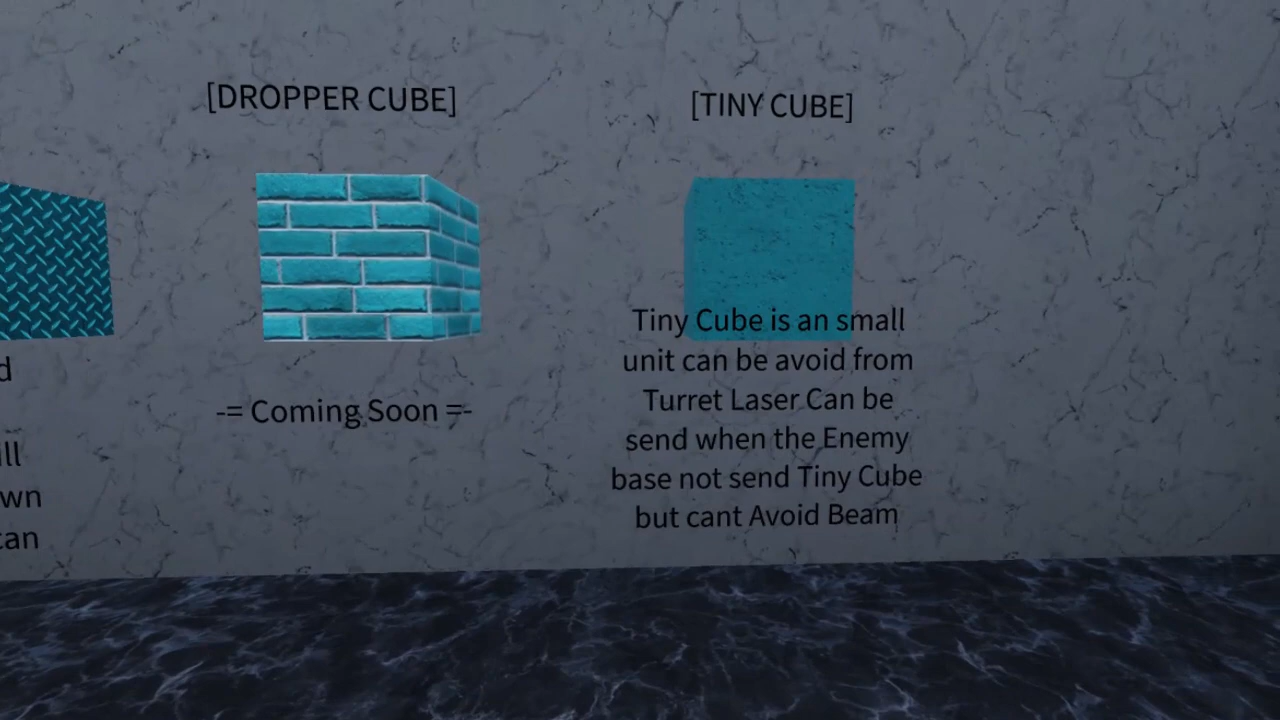 [DROPPER CUBE]
-= Coming Soon =-
[TINY CUBE]
Tiny Cube is an small
unit can be avoid from
Turret Laser Can be
send when the Enemy
base not send Tiny Cube
but cant Avoid Beam
can